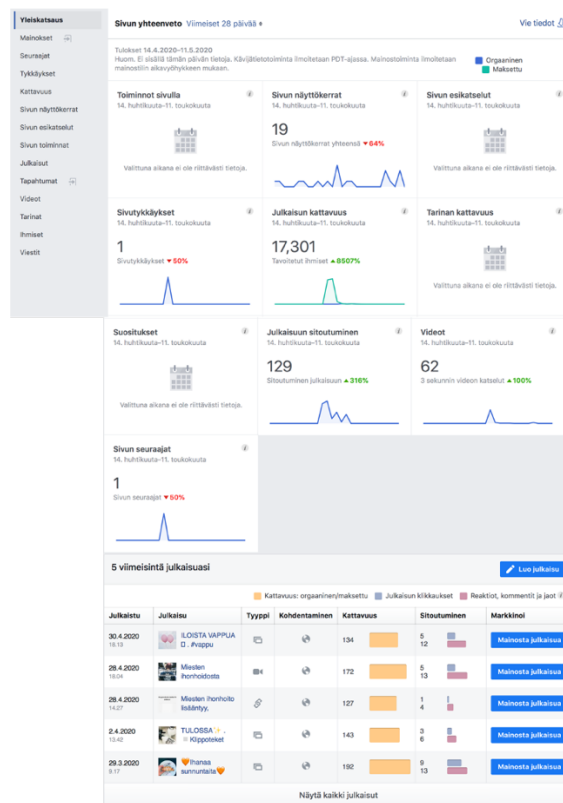 Yleiskatsaus
Mainokset
Seuraajat
Tykkäykset
Kattavuus
Sivun näyttökerrat
Sivun esikatselut
Sivun toiminnat
Julkaisut
Tapahtumat
Videot
Tarinat
Ihmiset
Viestit
Sivun yhteenveto Viimeiset 28 päivää
Vie tiedot
Tulokset 14.4.2020–11.5.2020
Huom. Ei sisällä tämän päivän tietoja. Kävijätietotoiminta ilmoitetaan PDT-ajassa. Mainostoiminta ilmoitetaan
mainostilin aikavyöhykkeen mukaan.
Orgaaninen
Maksettu
Toiminnot sivulla
14. huhtikuuta–11. toukokuuta
Valittuna aikana ei ole riittävästi tietoja.
Sivun näyttökerrat
14. huhtikuuta–11. toukokuuta
19
Sivun näyttökerrat yhteensä ▼64%
Sivun esikatselut
14. huhtikuuta–11. toukokuuta
Valittuna aikana ei ole riittävästi tietoja.
Sivutykkäykset
14. huhtikuuta–11. toukokuuta
1
Sivutykkäykset ▼50%
Julkaisun kattavuus
14. huhtikuuta–11. toukokuuta
17,301
Tavoitetut ihmiset ▲8507%
Tarinan kattavuus
14. huhtikuuta–11. toukokuuta
Valittuna aikana ei ole riittävästi tietoja.
Suositukset
14. huhtikuuta–11. toukokuuta
Valittuna aikana ei ole riittävästi tietoja.
Julkaisuun sitoutuminen
14. huhtikuuta–11. toukokuuta
129
Sitoutuminen julkaisuun ▲316%
Videot
14. huhtikuuta–11. toukokuuta
62
3 sekunnin videon katselut ▲100%
Sivun seuraajat
14. huhtikuuta–11. toukokuuta
1
Sivun seuraajat ▼50%
5 viimeisintä julkaisuasi
Luo julkaisu
Kattavuus: orgaaninen/maksettu Julkaisun klikkaukset Reaktiot, kommentit ja jaot
Julkaistu Julkaisu Tyyppi Kohdentaminen Kattavuus Sitoutuminen Markkinoi
30.4.2020
19.13
ILOISTA VAPPUA
. #vappu
134
5
12
Mainosta julkaisua
28.4.2020
18.04
Miesten
ihonhoidosta
172
5
13
Mainosta julkaisua
28.4.2020
14.27
Miesten ihonhoito
lisääntyy,
127
1
4
Mainosta julkaisua
2.4.2020
13.42
TULOSSA✨.
Klippoteket
143
3
6
Mainosta julkaisua
29.3.2020
9.17
🧡Ihanaa
sunnuntaita🧡
192
9
13
Mainosta julkaisua
Näytä kaikki julkaisut